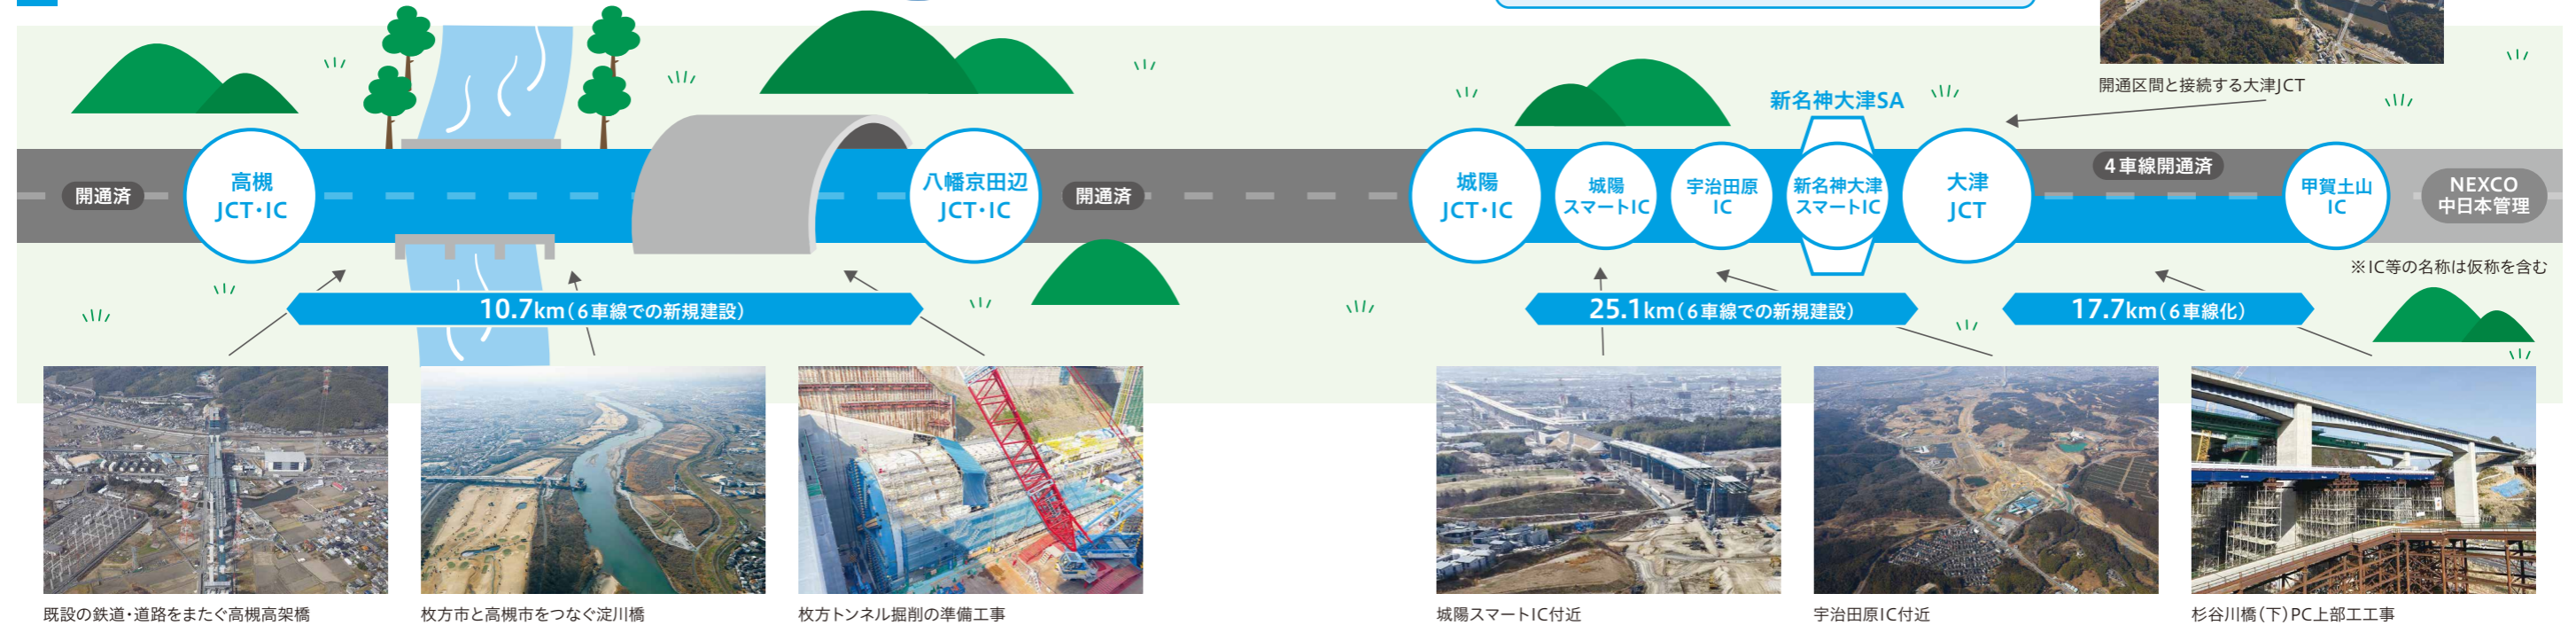 開通区間と接続する大津JCT
新名神大津SA
開通済
高槻
JCT・IC
八幡京田辺
JCT・IC
開通済
城陽
JCT・IC
城陽
スマートIC
宇治田原
IC
新名神大津
スマートIC
大津
JCT
4車線開通済
甲賀土山
IC
NEXCO
中日本管理
※IC等の名称は仮称を含む
10.7km(6車線での新規建設)
25.1km(6車線での新規建設)
17.7km(6車線化)
既設の鉄道・道路をまたぐ高槻高架橋
枚方市と高槻市をつなぐ淀川橋
枚方トンネル掘削の準備工事
城陽スマートIC付近
宇治田原IC付近
杉谷川橋(下)PC上部工工事